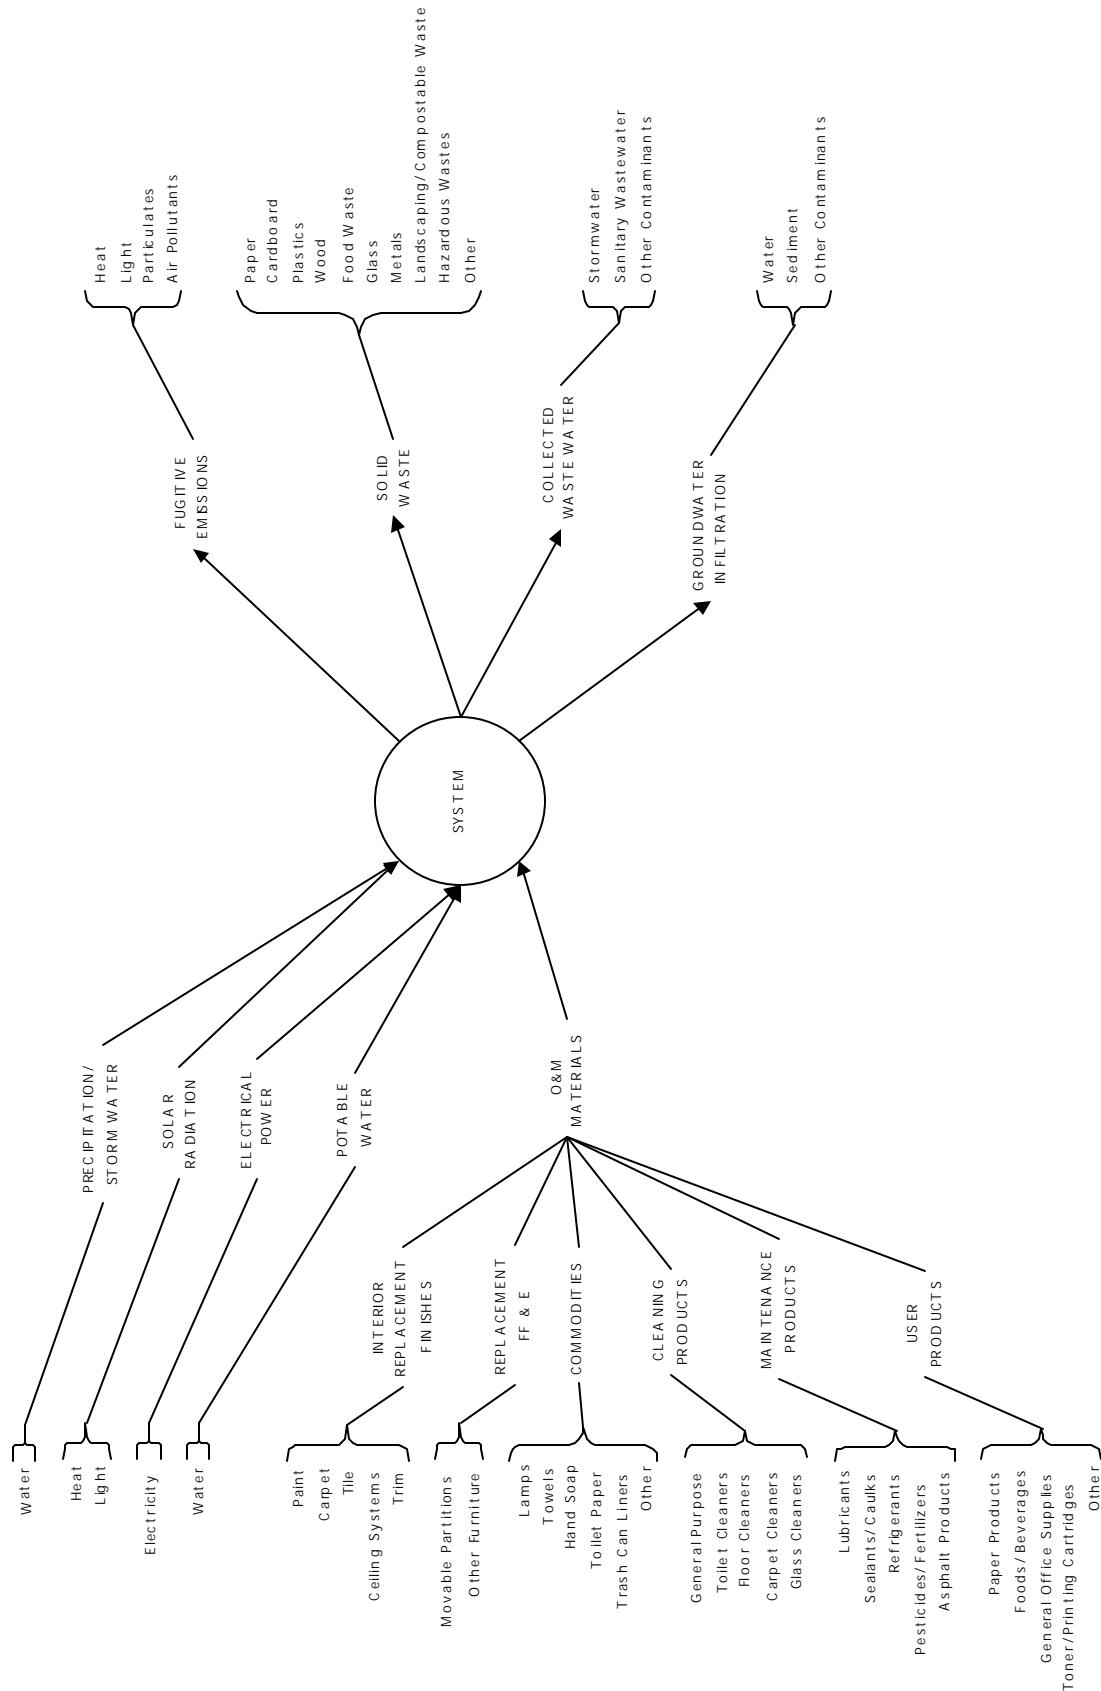 Water
Heat
Light
Electricity
Water
Paint
Carpet
Tile
Ceiling Systems
Trim
Movable Partitions
Other Furniture
Lamps
Towels
Hand Soap
Toilet Paper
Trash Can Liners
Other
General Purpose
Toilet Cleaners
Floor Cleaners
Carpet Cleaners
Glass Cleaners
Lubricants
Sealants/Caulks
Refrigerants
Pesticides/Fertilizers
Asphalt Products
Paper Products
Foods/Beverages
General Office Supplies
Toner/Printing Cartridges
Other
PRECIPITATION/
STORMWATER
SOLAR
RADIATION
ELECTRICAL
POWER
POTABLE
WATER
INTERIOR
REPLACEMENT
FINISHES
REPLACEMENT
FF & E
COMMODITIES
CLEANING
PRODUCTS
MAINTENANCE
PRODUCTS
USER
PRODUCTS
O&M
MATERIALS
SYSTEM
FUGITIVE
EMISSIONS
SOLID
WASTE
COLLECTED
WASTEWATER
GROUNDWATER
INFILTRATION
Heat
Light
Particulates
Air Pollutants
Paper
Cardboard
Plastics
Wood
Food Waste
Glass
Metals
Landscaping/Compostable Waste
Hazardous Wastes
Other
Stormwater
Sanitary Wastewater
Other Contaminants
Water
Sediment
Other Contaminants